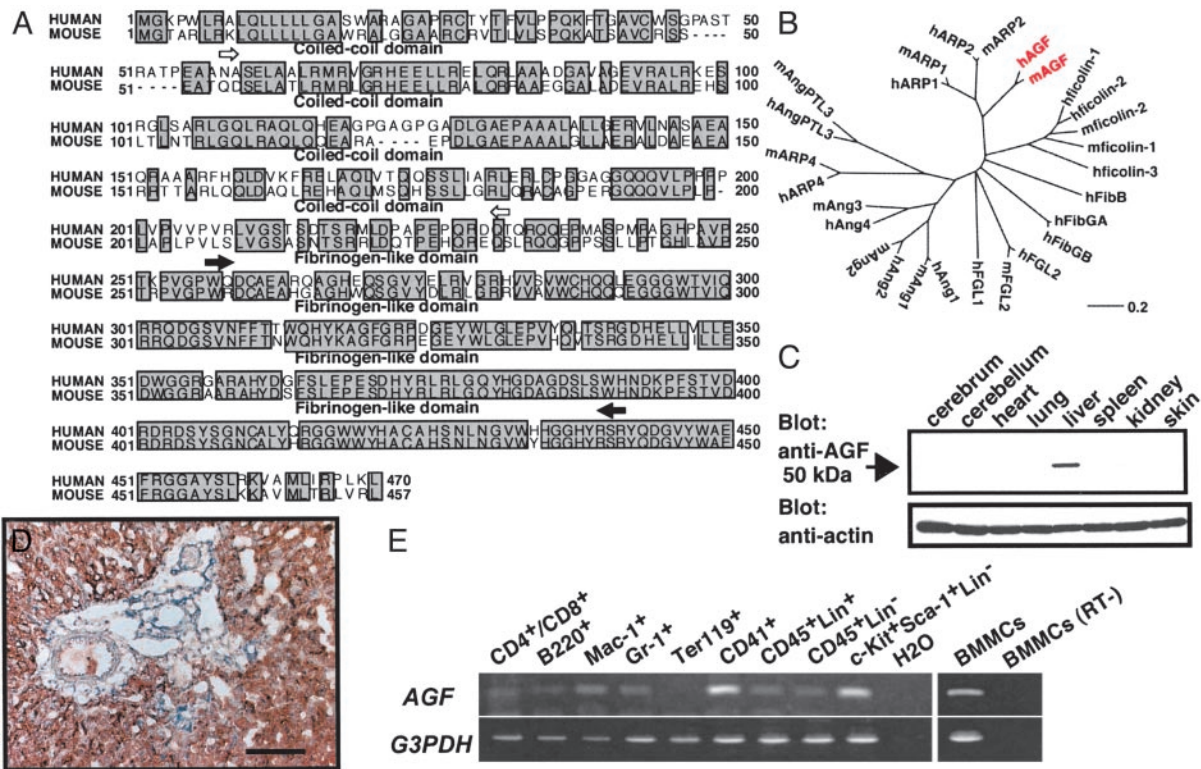 A
HUMAN 1 MGKPWLRALQLLLLLGASWARAGAPRCTYTFVLPPQKFTGAVCWSGPAST 50
MOUSE 1 MGTARLRKLQLLLLLGAWRALGGAARCRVTLVLSPQKATSAVCRSS---- 50
Coiled-coil domain
HUMAN 51 RATPEAANASELAALRMRVGRHEELLRELQRLAAADGAVAGEVRALRKES 100
MOUSE 51 ----EATQDSELATLRMRLGRHEELLRALQRRAAEGGALADEVRALREHS 100
Coiled-coil domain
HUMAN 101 RGLSARLGQLRAQLQHEAGPGAGPGADLGAEPAAALALLGERVLNASAEA 150
MOUSE 101 LTLNTRLGQLRAQLQQEARA----EPDLGAEPAAALGLLAERALDAEAEA 150
Coiled-coil domain
HUMAN 151 QRAAARFHQLDVKFRELAQLVTQQSSLIARLERLCPGGAGGQQQVLPPPP 200
MOUSE 151 RRTTARLQQLDAQLREHAQLMSQHSSLLGRLQRACAGPERGQQQVLPLP- 200
Coiled-coil domain
HUMAN 201 LVPVVPVRLVGSTSDTSRMLDPAPEPQRDQTQRQQEPMASPMPAGHPAVP 250
MOUSE 201 LAPLVPLSLVGSASNTSRRLDQTPEHQREQSLRQQGPPSSLLPTGHLAVP 250
Fibrinogen-like domain
HUMAN 251 TKPVGPWQDCAEARQAGHEQSGVYELRVGRHVVSVWCHQQLEGGGWTVIQ 300
MOUSE 251 TRPVGPWRDCAEAHGAGHWQSGVYDLRLGRRVVAVWCHQQQEGGGWTVIQ 300
Fibrinogen-like domain
HUMAN 301 RRQDGSVNFFTTWQHYKAGFGRPDGEYWLGLEPVYQLTSRGDHELLVLLE 350
MOUSE 301 RRQDGSVNFFTNWQHYKAGFGRPEGEYWLGLEPVHQVTSRGDHELLILLE 350
Fibrinogen-like domain
HUMAN 351 DWGGRGARAHYDGFSLEPESDHYRLRLGQYHGDAGDSLSWHNDKPFSTVD 400
MOUSE 351 DWGGRAARAHYDSFSLEPESDHYRLRLGQYHGDAGDSLSWHNDKPFSTVD 400
Fibrinogen-like domain
HUMAN 401 RDRDSYSGNCALYQRGGWWYHACAHSNLNGVWHHGGHYRSRYQDGVYWAE 450
MOUSE 401 RDRDSYSGNCALYHRGGWWYHACAHSNLNGVWYHGGHYRSRYQDGVYWAE 450
HUMAN 451 FRGGAYSLRKVAMLIRPLKL 470
MOUSE 451 FRGGAYSLKKAVMLTRLVRL 457
B
hARP2
mARP2
hAGF
mAGF
hficolin-1
hficolin-2
mficolin-2
mficolin-1
hficolin-3
hFibB
hFibGA
hFibGB
hFGL2
mFGL2
hFGL1
hAng1
mAng1
hAng2
mAng2
hAng4
mAng3
hARP4
mARP4
hAngPTL3
mAngPTL3
hARP1
mARP1
0.2
C
cerebrum
cerebellum
heart
lung
liver
spleen
kidney
skin
Blot:
anti-AGF
50 kDa
Blot:
anti-actin
D
E
CD4+/CD8+
B220+
Mac-1+
Gr-1+
Ter119+
CD41+
CD45+Lin+
CD45+Lin-
c-Kit+Sca-1+Lin-
H2O
BMMCs
BMMCs (RT-)
AGF
G3PDH